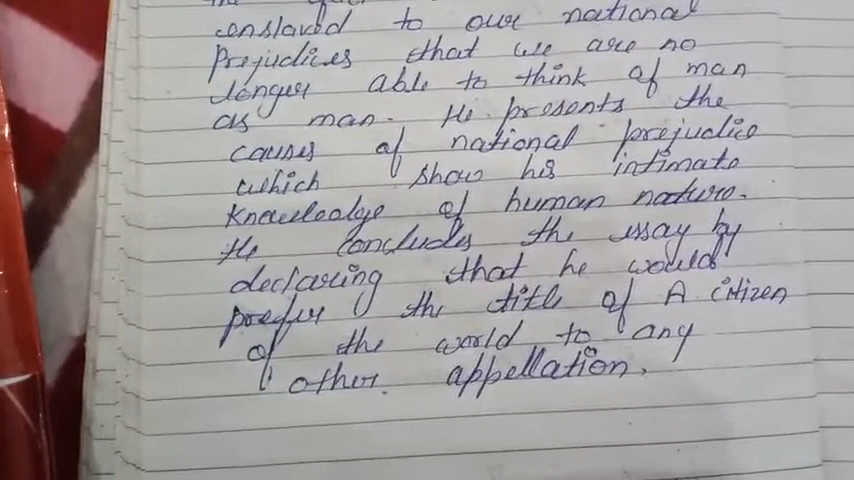 enslaved to our national
Prejudices that we are no
longer able to think of man
as man. He presents the
causes of national prejudice
which show his intimate
knowledge of human nature.
He concludes the essay by
declaring that he would
prefer the title of A citizen
of the world to any
other appellation.